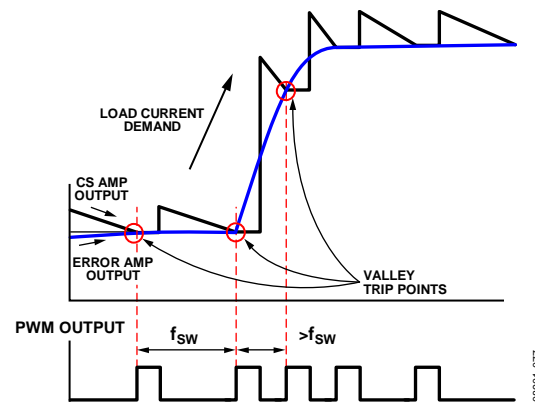 LOAD CURRENT
DEMAND
CS AMP
OUTPUT
ERROR AMP
OUTPUT
VALLEY
TRIP POINTS
PWM OUTPUT
fSW
>fSW